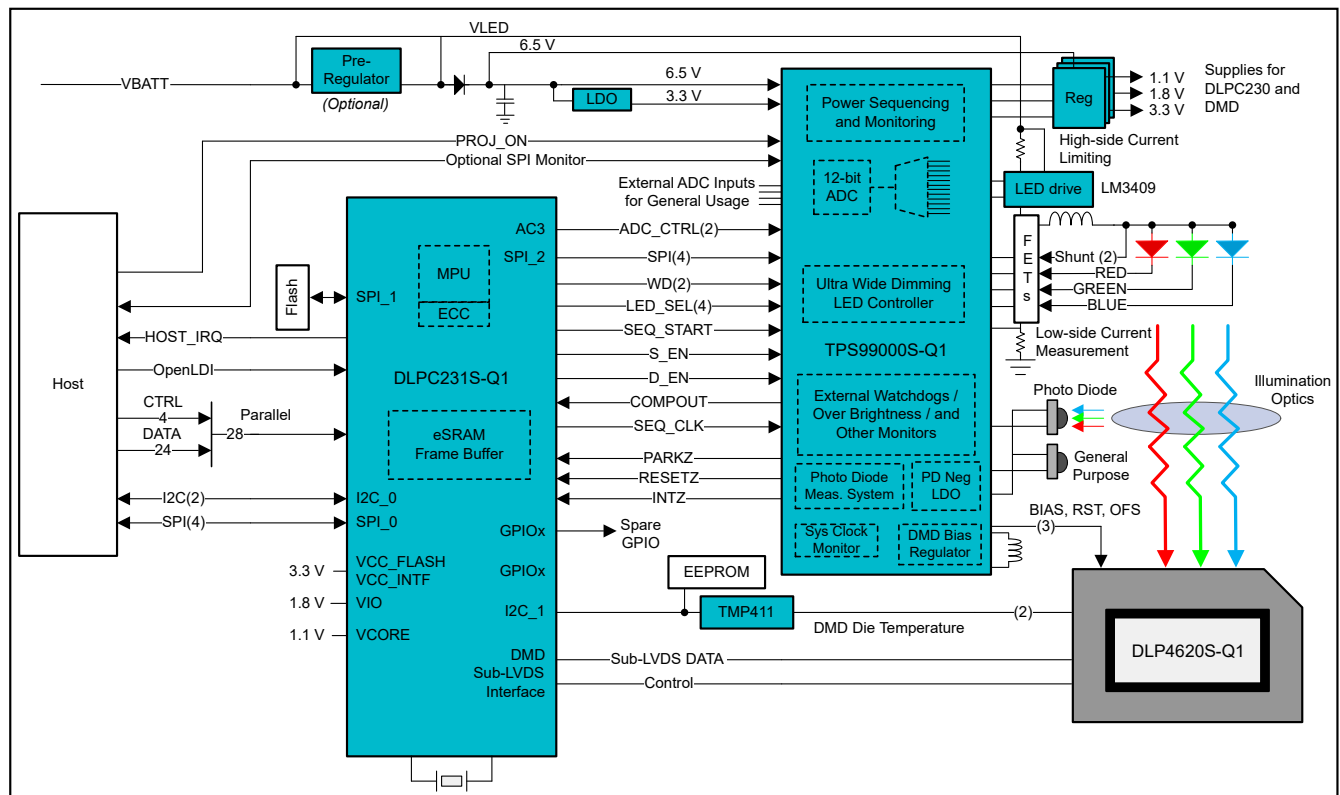 VLED
6.5 V
Pre-
Regulator
(Optional)
VBATT
6.5 V
3.3 V
LDO
Reg
1.1 V
1.8 V
3.3 V
Supplies for
DLPC230 and
DMD
Power Sequencing
and Monitoring
PROJ_ON
Optional SPI Monitor
High-side Current
Limiting
External ADC Inputs
for General Usage
12-bit
ADC
LED drive
LM3409
Host
AC3
ADC_CTRL(2)
MPU
ECC
SPI_2
SPI(4)
FETs
Shunt (2)
RED
GREEN
BLUE
WD(2)
Ultra Wide Dimming
LED Controller
Flash
SPI_1
LED_SEL(4)
HOST_IRQ
SEQ_START
Low-side Current
Measurement
TPS99000S-Q1
S_EN
OpenLDI
DLPC231S-Q1
D_EN
Photo Diode
Illumination
Optics
CTRL
4
DATA
24
28
Parallel
COMPOUT
External Watchdogs /
Over Brightness / and
Other Monitors
eSRAM
Frame Buffer
SEQ_CLK
PARKZ
General
Purpose
RESETZ
Photo Diode
Meas. System
PD Neg
LDO
I2C(2)
I2C_0
INTZ
SPI(4)
SPI_0
GPIOx
Spare
GPIO
Sys Clock
Monitor
DMD Bias
Regulator
BIAS, RST, OFS
(3)
3.3 V
VCC_FLASH
VCC_INTF
GPIOx
EEPROM
1.8 V
VIO
I2C_1
TMP411
(2)
DMD Die Temperature
1.1 V
VCORE
DMD
Sub-LVDS
Interface
Sub-LVDS DATA
Control
DLP4620S-Q1